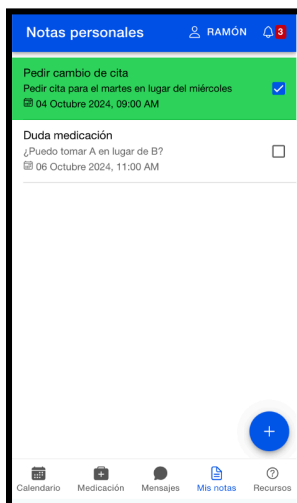 Notas personales
RAMÓN
3
Pedir cambio de cita
Pedir cita para el martes en lugar del miércoles
04 Octubre 2024, 09:00 AM
Duda medicación
¿Puedo tomar A en lugar de B?
06 Octubre 2024, 11:00 AM
+
Calendario
Medicación
Mensajes
Mis notas
Recursos